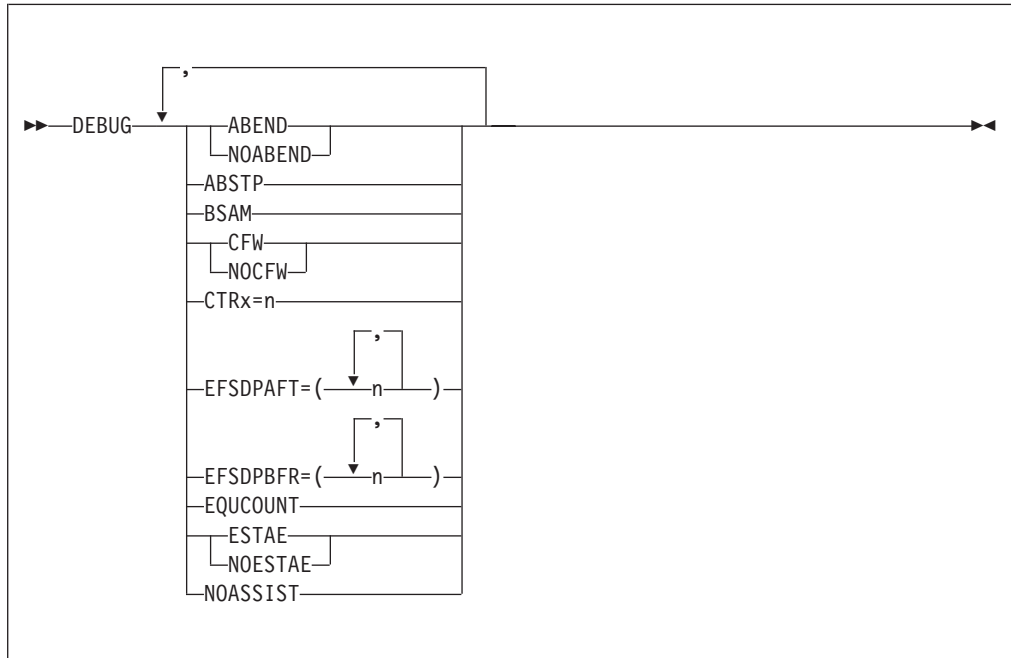 ,
DEBUG ABEND
NOABEND
ABSTP
BSAM
CFW
NOCFW
CTRx=n
,
EFSDPAFT=( n )
,
EFSDPBFR=( n )
EQUCOUNT
ESTAE
NOESTAE
NOASSIST